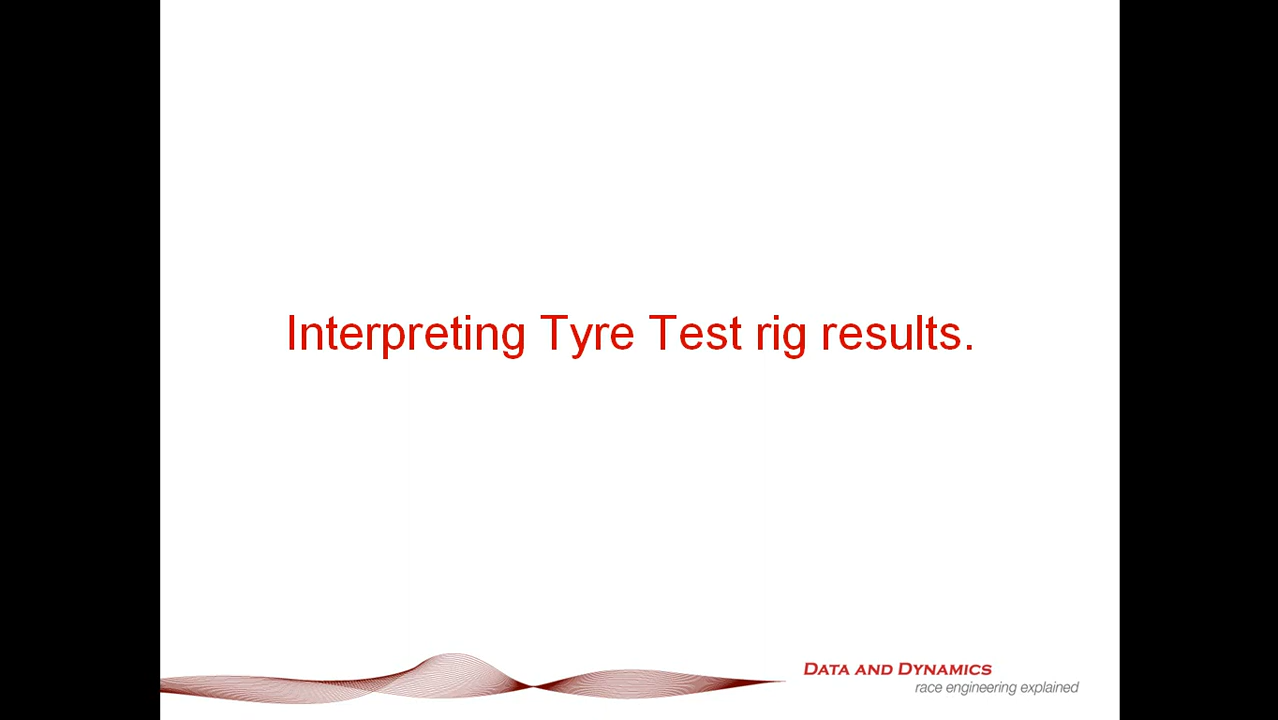 Interpreting Tyre Test rig results.
DATA AND DYNAMICS
race engineering explained